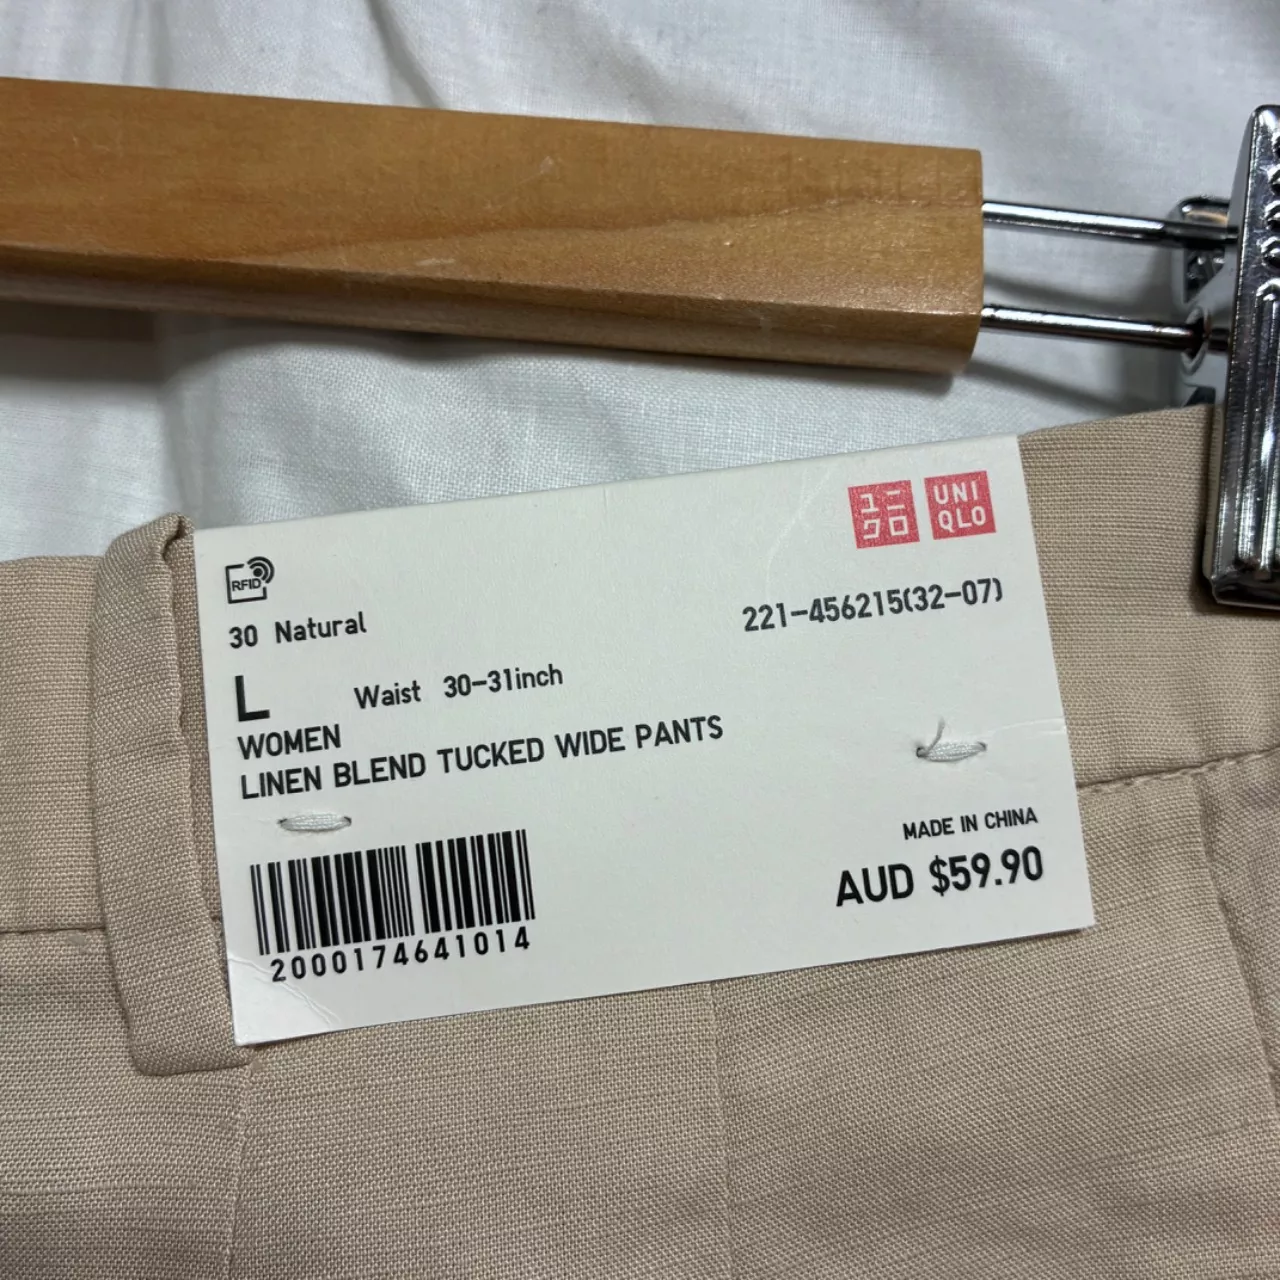 ユニ
クロ
UNI
QLO
RFID
221-456215(32-07)
30 Natural
L Waist 30-31inch
WOMEN
LINEN BLEND TUCKED WIDE PANTS
MADE IN CHINA
AUD $59.90
2000174641014